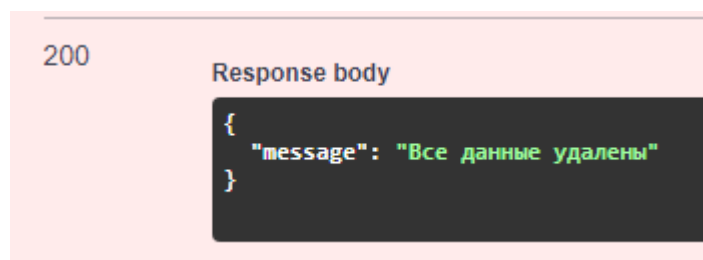 200
Response body
{
"message": "Все данные удалены"
}